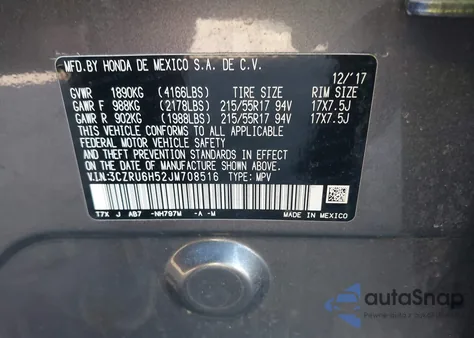 MFD.BY HONDA DE MEXICO S.A. DE C.V.
12/'17
GVWR 1890KG (4166LBS) TIRE SIZE RIM SIZE
GAWR F 988KG (2178LBS) 215/55R17 94V 17X7.5J
GAWR R 902KG (1988LBS) 215/55R17 94V 17X7.5J
THIS VEHICLE CONFORMS TO ALL APPLICABLE
FEDERAL MOTOR VEHICLE SAFETY STANDARDS IN EFFECT
ON THE DATE OF MANUFACTURE SHOWN ABOVE.
V.I.N:3CZRU6H52JM708516 TYPE: MPV
T7X J AB7 -NH797M -A -M MADE IN MEXICO
autoSnap